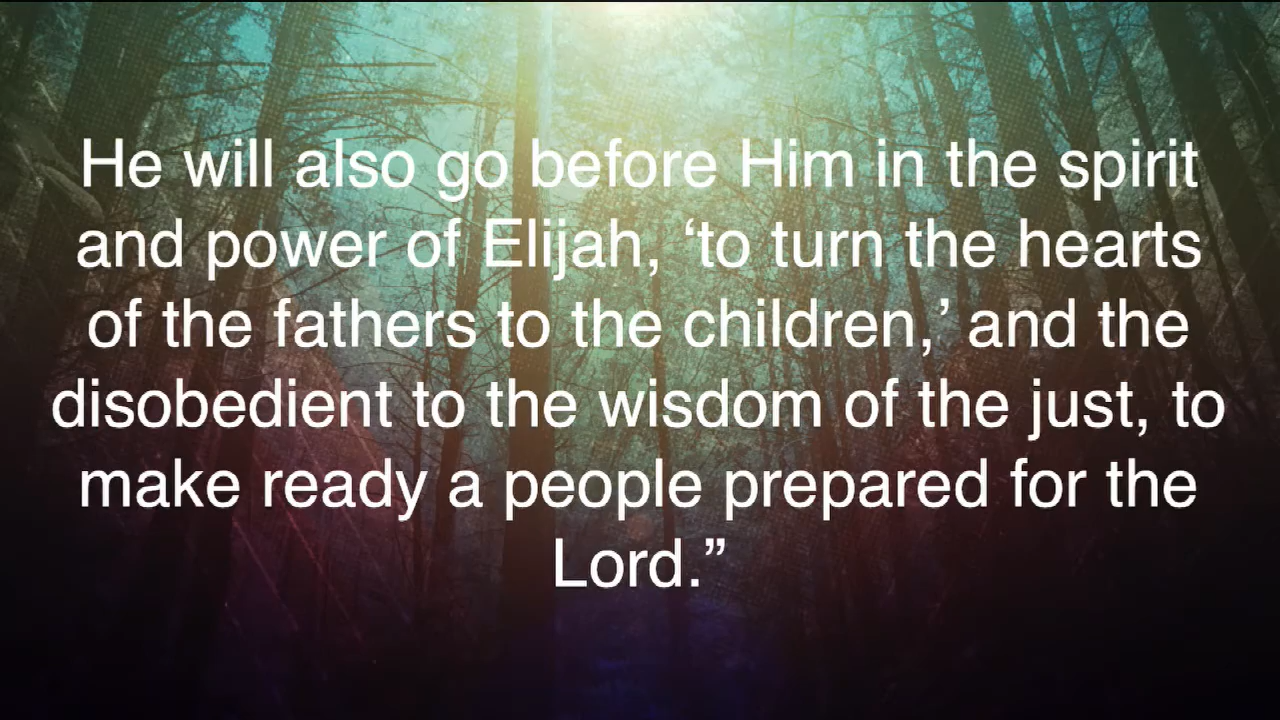 He will also go before Him in the spirit
and power of Elijah, ‘to turn the hearts
of the fathers to the children,’ and the
disobedient to the wisdom of the just, to
make ready a people prepared for the
Lord.”